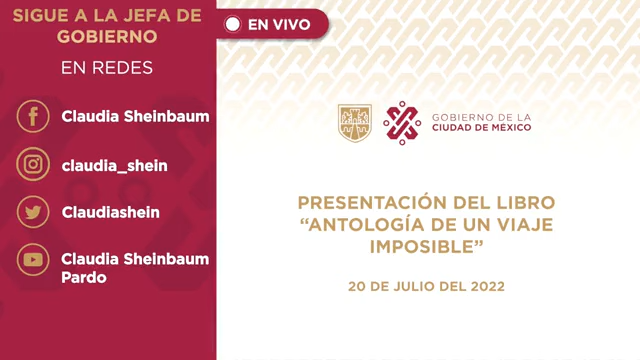 SIGUE A LA JEFA DE
GOBIERNO
EN REDES
Claudia Sheinbaum
claudia_shein
Claudiashein
Claudia Sheinbaum
Pardo
EN VIVO
GOBIERNO DE LA
CIUDAD DE MÉXICO
PRESENTACIÓN DEL LIBRO
“ANTOLOGÍA DE UN VIAJE
IMPOSIBLE”
20 DE JULIO DEL 2022